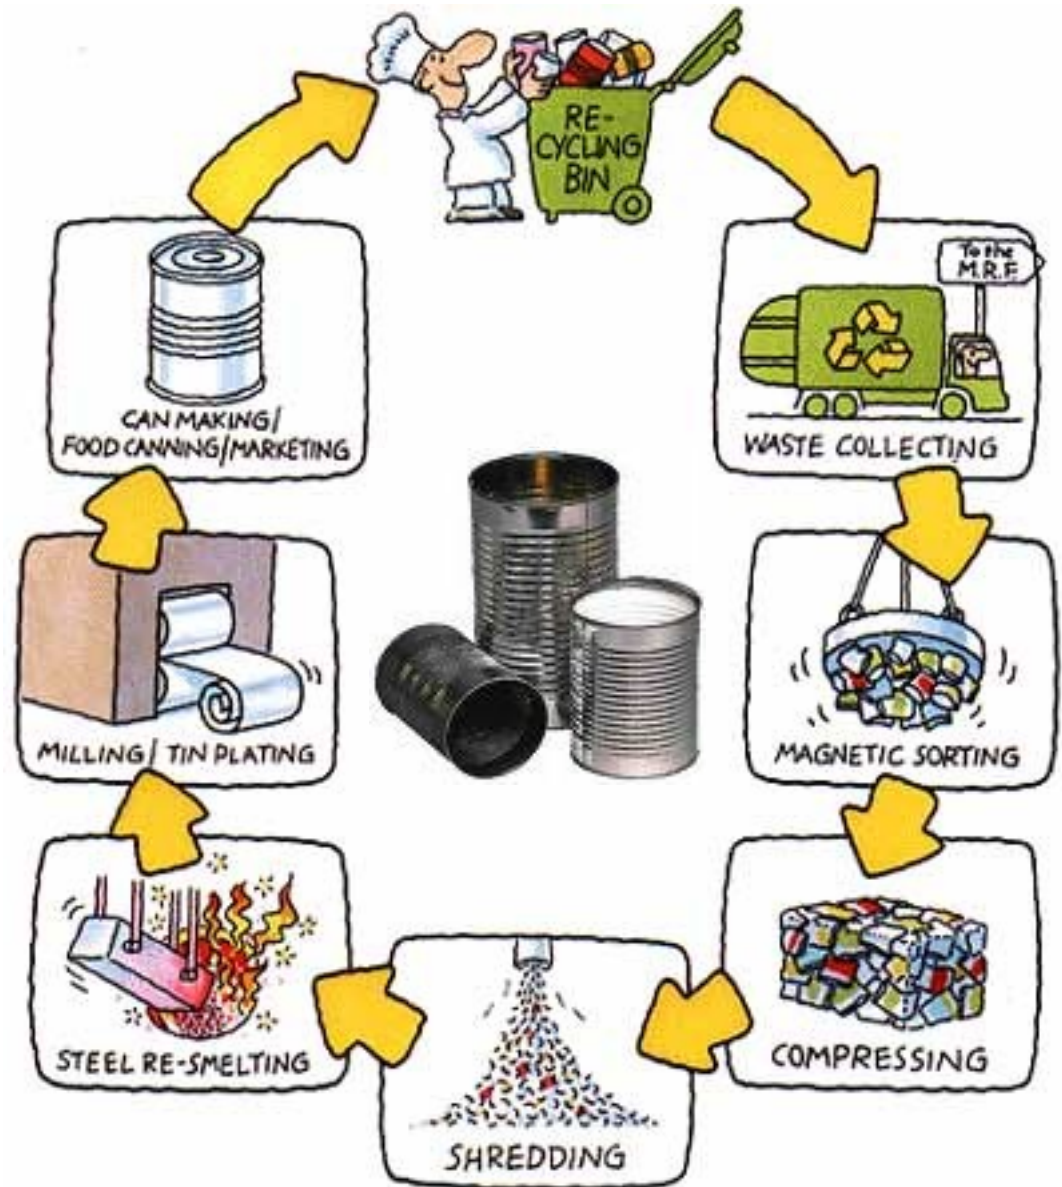 RE-
CYCLING
BIN
To the
M.R.F.
WASTE COLLECTING
MAGNETIC SORTING
COMPRESSING
SHREDDING
STEEL RE-SMELTING
MILLING/ TIN PLATING
CAN MAKING/
FOOD CANNING/MARKETING